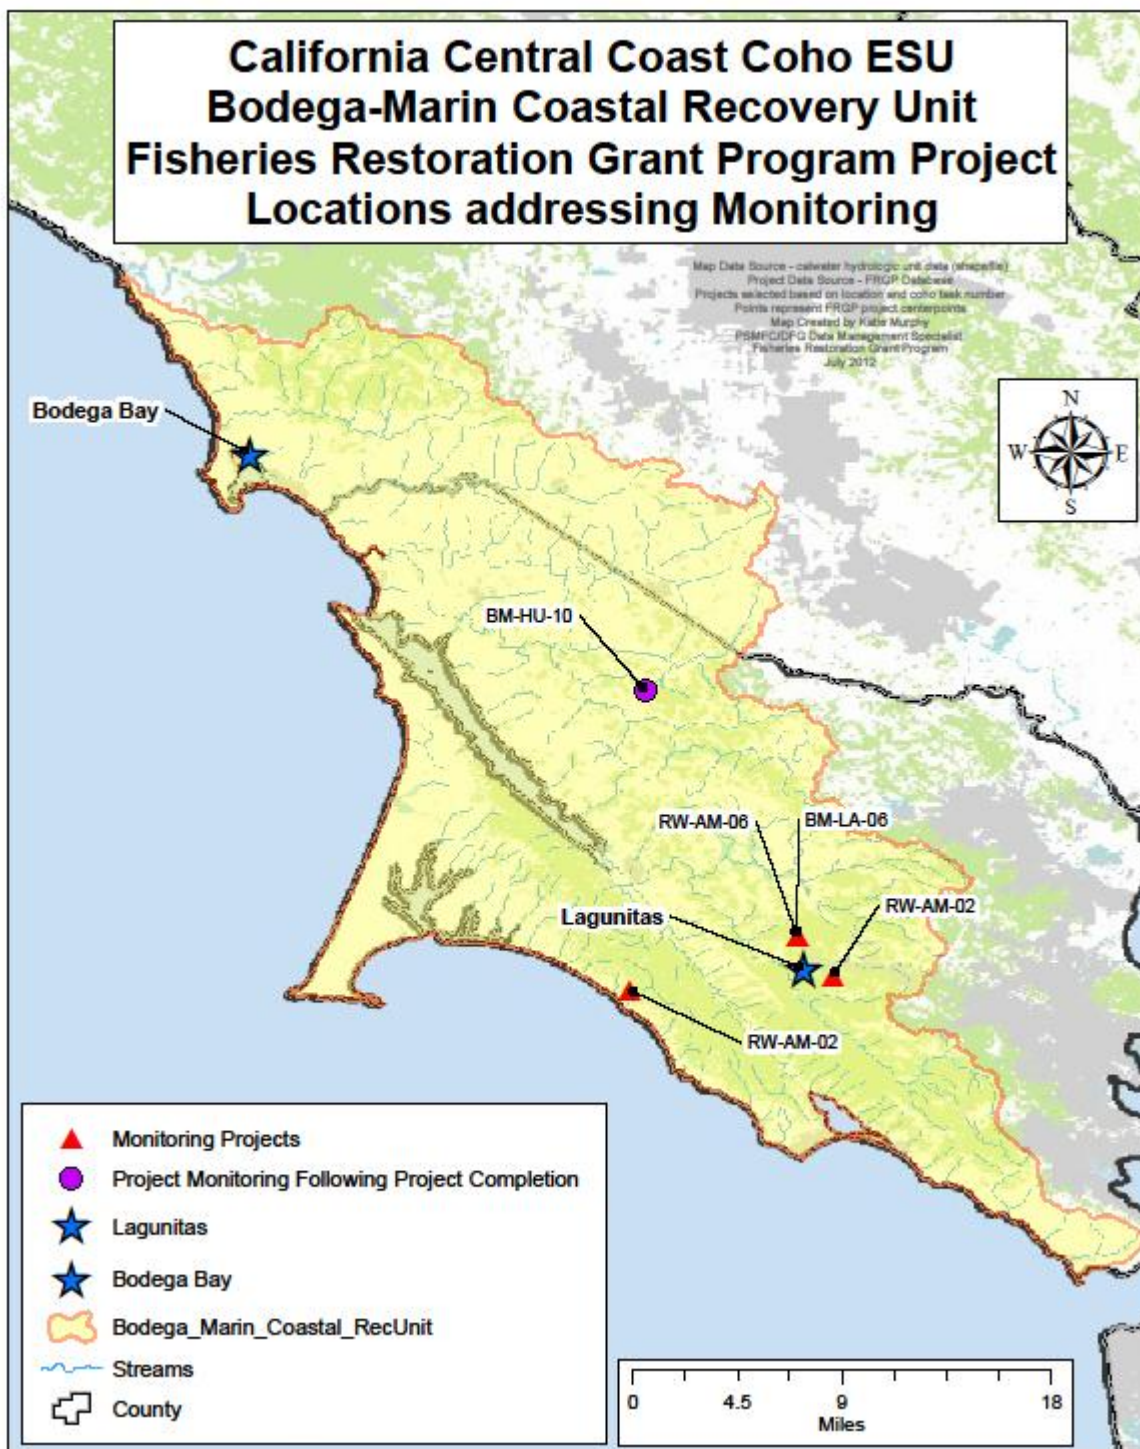 California Central Coast Coho ESU
Bodega-Marin Coastal Recovery Unit
Fisheries Restoration Grant Program Project
Locations addressing Monitoring
Map Data Source - calwater hydrologic unit data (shapefile)
Project Data Source - FRGP Database
Projects selected based on location and coho task number
Points represent FRGP project centerpoints
Map Created by Katie Murphy
PSMFC/DFG Data Management Specialist
Fisheries Restoration Grant Program
July 2012
N
W E
S
Bodega Bay
BM-HU-10
RW-AM-06
BM-LA-06
RW-AM-02
Lagunitas
RW-AM-02
Monitoring Projects
Project Monitoring Following Project Completion
Lagunitas
Bodega Bay
Bodega_Marin_Coastal_RecUnit
Streams
County
0 4.5 9 18
Miles